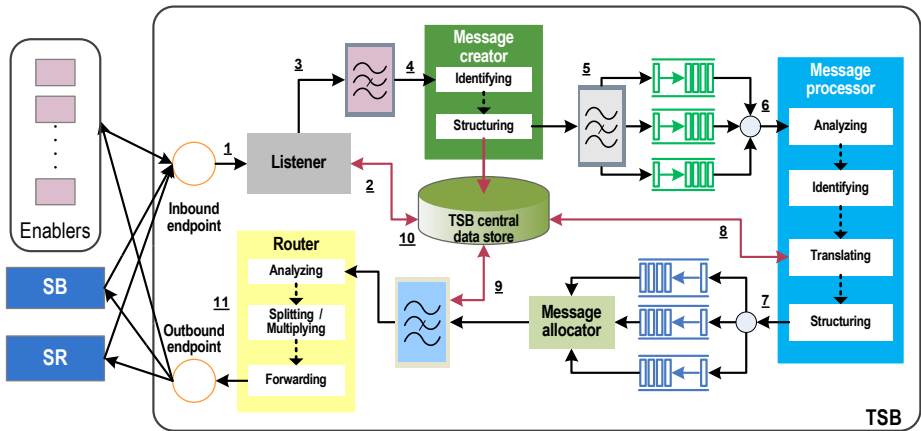 Enablers
SB
SR
Inbound
endpoint
Outbound
endpoint
1
Listener
2
3
4
Message
creator
Identifying
Structuring
5
6
Message
processor
Analyzing
Identifying
Translating
Structuring
TSB central
data store
7
8
9
10
Message
allocator
Router
Analyzing
Splitting /
Multiplying
Forwarding
11
TSB